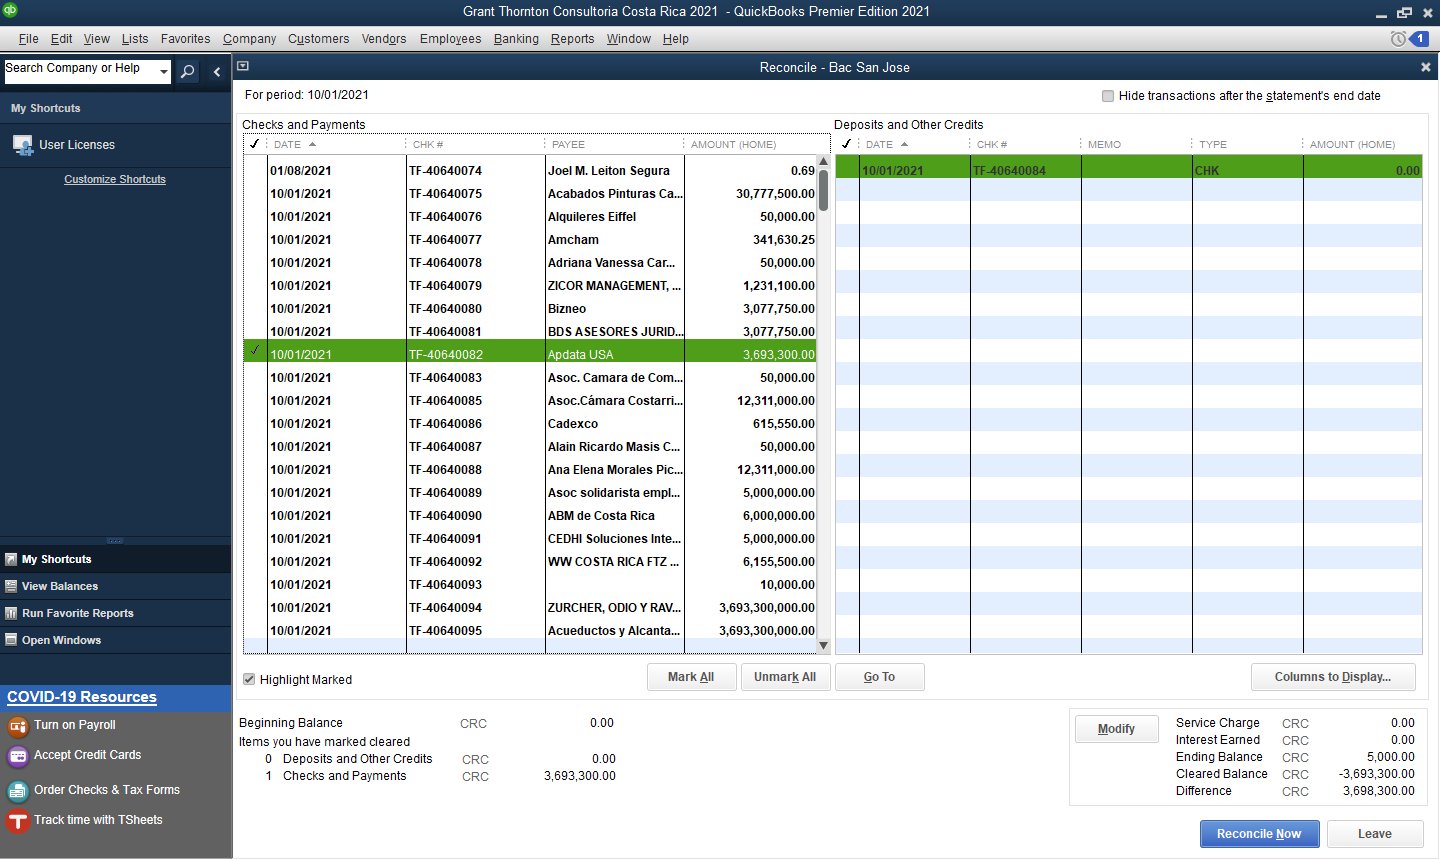 Grant Thornton Consultoria Costa Rica 2021 - QuickBooks Premier Edition 2021
File Edit View Lists Favorites Company Customers Vendors Employees Banking Reports Window Help 1
Search Company or Help
Reconcile - Bac San Jose
My Shortcuts
User Licenses
Customize Shortcuts
My Shortcuts
View Balances
Run Favorite Reports
Open Windows
COVID-19 Resources
Turn on Payroll
Accept Credit Cards
Order Checks & Tax Forms
Track time with TSheets
For period: 10/01/2021
Hide transactions after the statement's end date
Checks and Payments
✓ DATE CHK # PAYEE AMOUNT (HOME)
01/08/2021 TF-40640074 Joel M. Leiton Segura 0.69
10/01/2021 TF-40640075 Acabados Pinturas Ca... 30,777,500.00
10/01/2021 TF-40640076 Alquileres Eiffel 50,000.00
10/01/2021 TF-40640077 Amcham 341,630.25
10/01/2021 TF-40640078 Adriana Vanessa Car... 50,000.00
10/01/2021 TF-40640079 ZICOR MANAGEMENT, ... 1,231,100.00
10/01/2021 TF-40640080 Bizneo 3,077,750.00
10/01/2021 TF-40640081 BDS ASESORES JURID... 3,077,750.00
✓ 10/01/2021 TF-40640082 Apdata USA 3,693,300.00
10/01/2021 TF-40640083 Asoc. Camara de Com... 50,000.00
10/01/2021 TF-40640085 Asoc.Cámara Costarri... 12,311,000.00
10/01/2021 TF-40640086 Cadexco 615,550.00
10/01/2021 TF-40640087 Alain Ricardo Masis C... 50,000.00
10/01/2021 TF-40640088 Ana Elena Morales Pic... 12,311,000.00
10/01/2021 TF-40640089 Asoc solidarista empl... 5,000,000.00
10/01/2021 TF-40640090 ABM de Costa Rica 6,000,000.00
10/01/2021 TF-40640091 CEDHI Soluciones Inte... 5,000,000.00
10/01/2021 TF-40640092 WW COSTA RICA FTZ ... 6,155,500.00
10/01/2021 TF-40640093 10,000.00
10/01/2021 TF-40640094 ZURCHER, ODIO Y RAV... 3,693,300,000.00
10/01/2021 TF-40640095 Acueductos y Alcanta... 3,693,300,000.00
Deposits and Other Credits
✓ DATE CHK # MEMO TYPE AMOUNT (HOME)
10/01/2021 TF-40640084 CHK 0.00
Highlight Marked
Mark All
Unmark All
Go To
Columns to Display...
Beginning Balance CRC 0.00
Items you have marked cleared
0 Deposits and Other Credits CRC 0.00
1 Checks and Payments CRC 3,693,300.00
Modify
Service Charge CRC 0.00
Interest Earned CRC 0.00
Ending Balance CRC 5,000.00
Cleared Balance CRC -3,693,300.00
Difference CRC 3,698,300.00
Reconcile Now
Leave